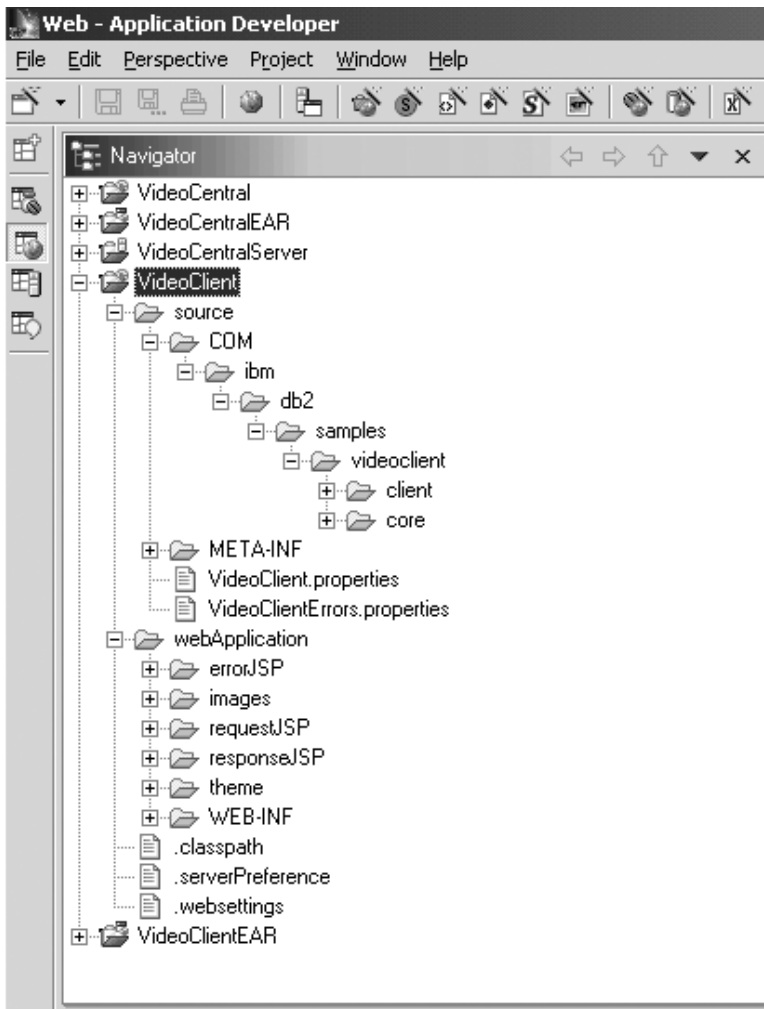 Web - Application Developer
File Edit Perspective Project Window Help
Navigator
VideoCentral
VideoCentralEAR
VideoCentralServer
VideoClient
source
COM
ibm
db2
samples
videoclient
client
core
META-INF
VideoClient.properties
VideoClientErrors.properties
webApplication
errorJSP
images
requestJSP
responseJSP
theme
WEB-INF
.classpath
.serverPreference
.websettings
VideoClientEAR